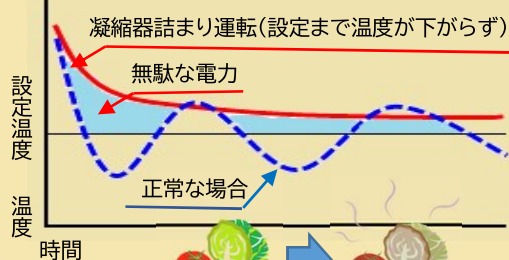 凝縮器詰まり運転(設定まで温度が下がらず)
無駄な電力
設定温度
正常な場合
温度
時間